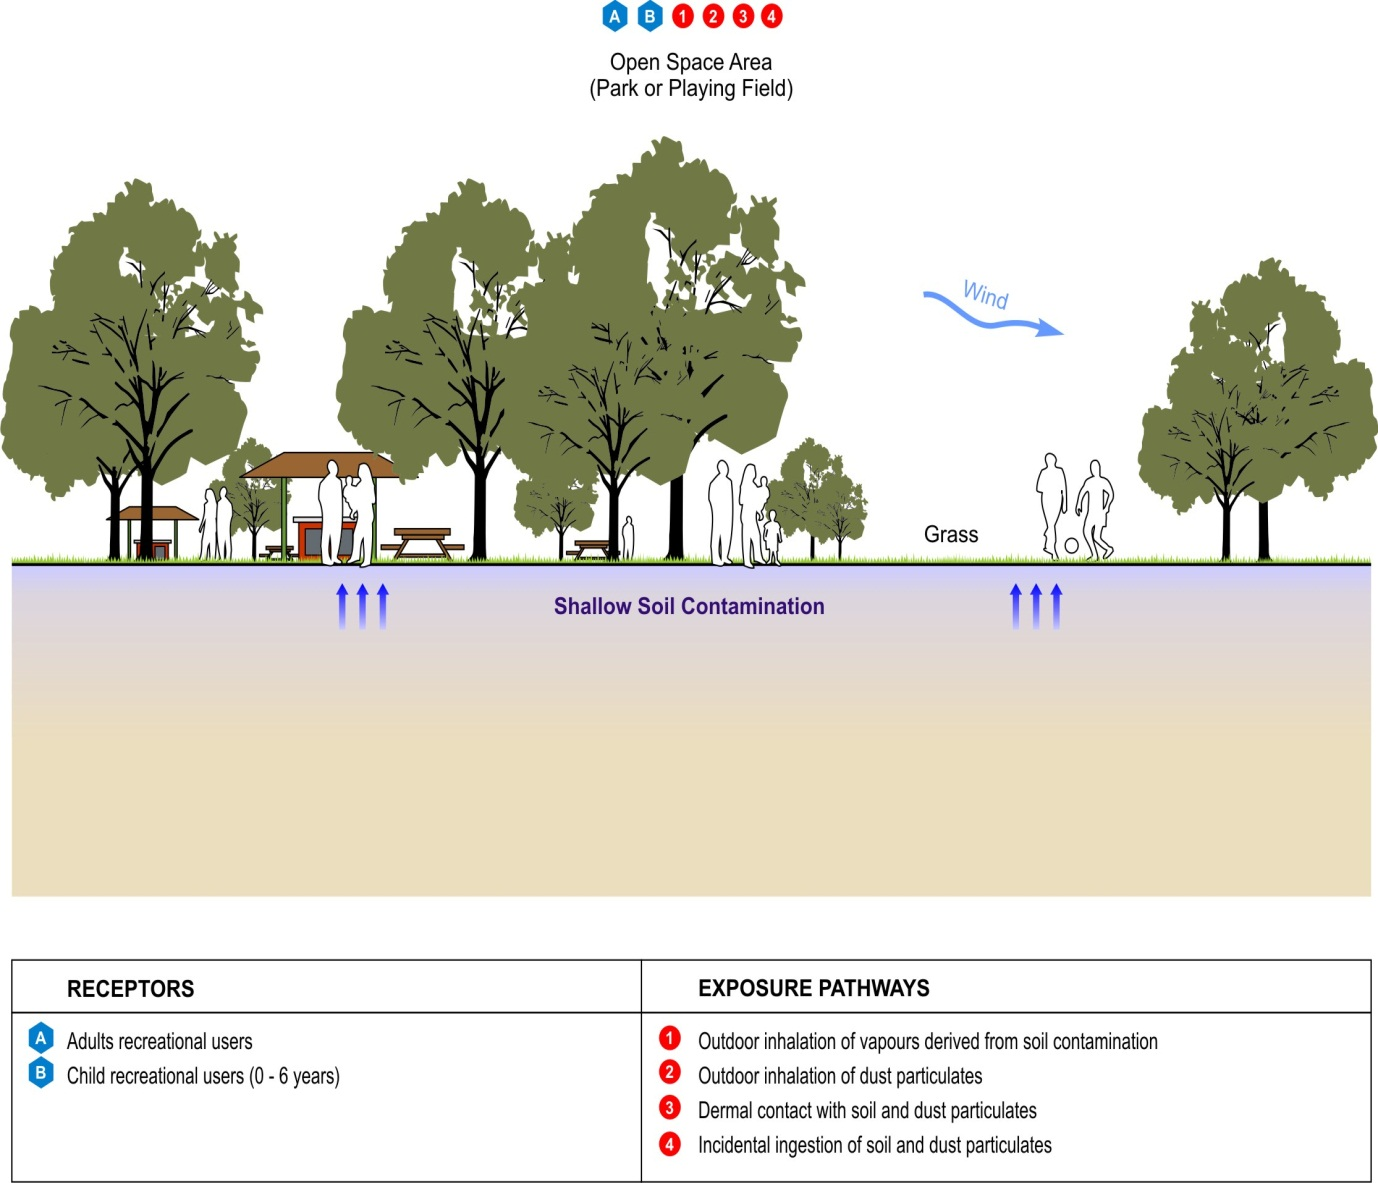 A B 1 2 3 4
Open Space Area
(Park or Playing Field)
Wind
Grass
Shallow Soil Contamination
RECEPTORS
A Adults recreational users
B Child recreational users (0 - 6 years)
EXPOSURE PATHWAYS
1 Outdoor inhalation of vapours derived from soil contamination
2 Outdoor inhalation of dust particulates
3 Dermal contact with soil and dust particulates
4 Incidental ingestion of soil and dust particulates